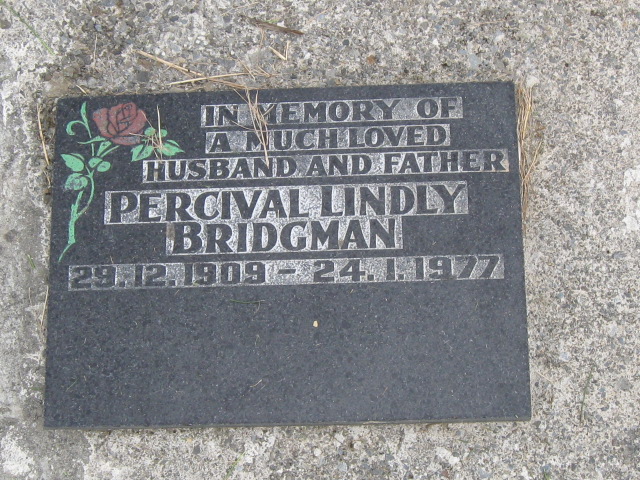 IN MEMORY OF
A MUCH LOVED
HUSBAND AND FATHER
PERCIVAL LINDLY
BRIDGMAN
29.12.1909 - 24.1.1977